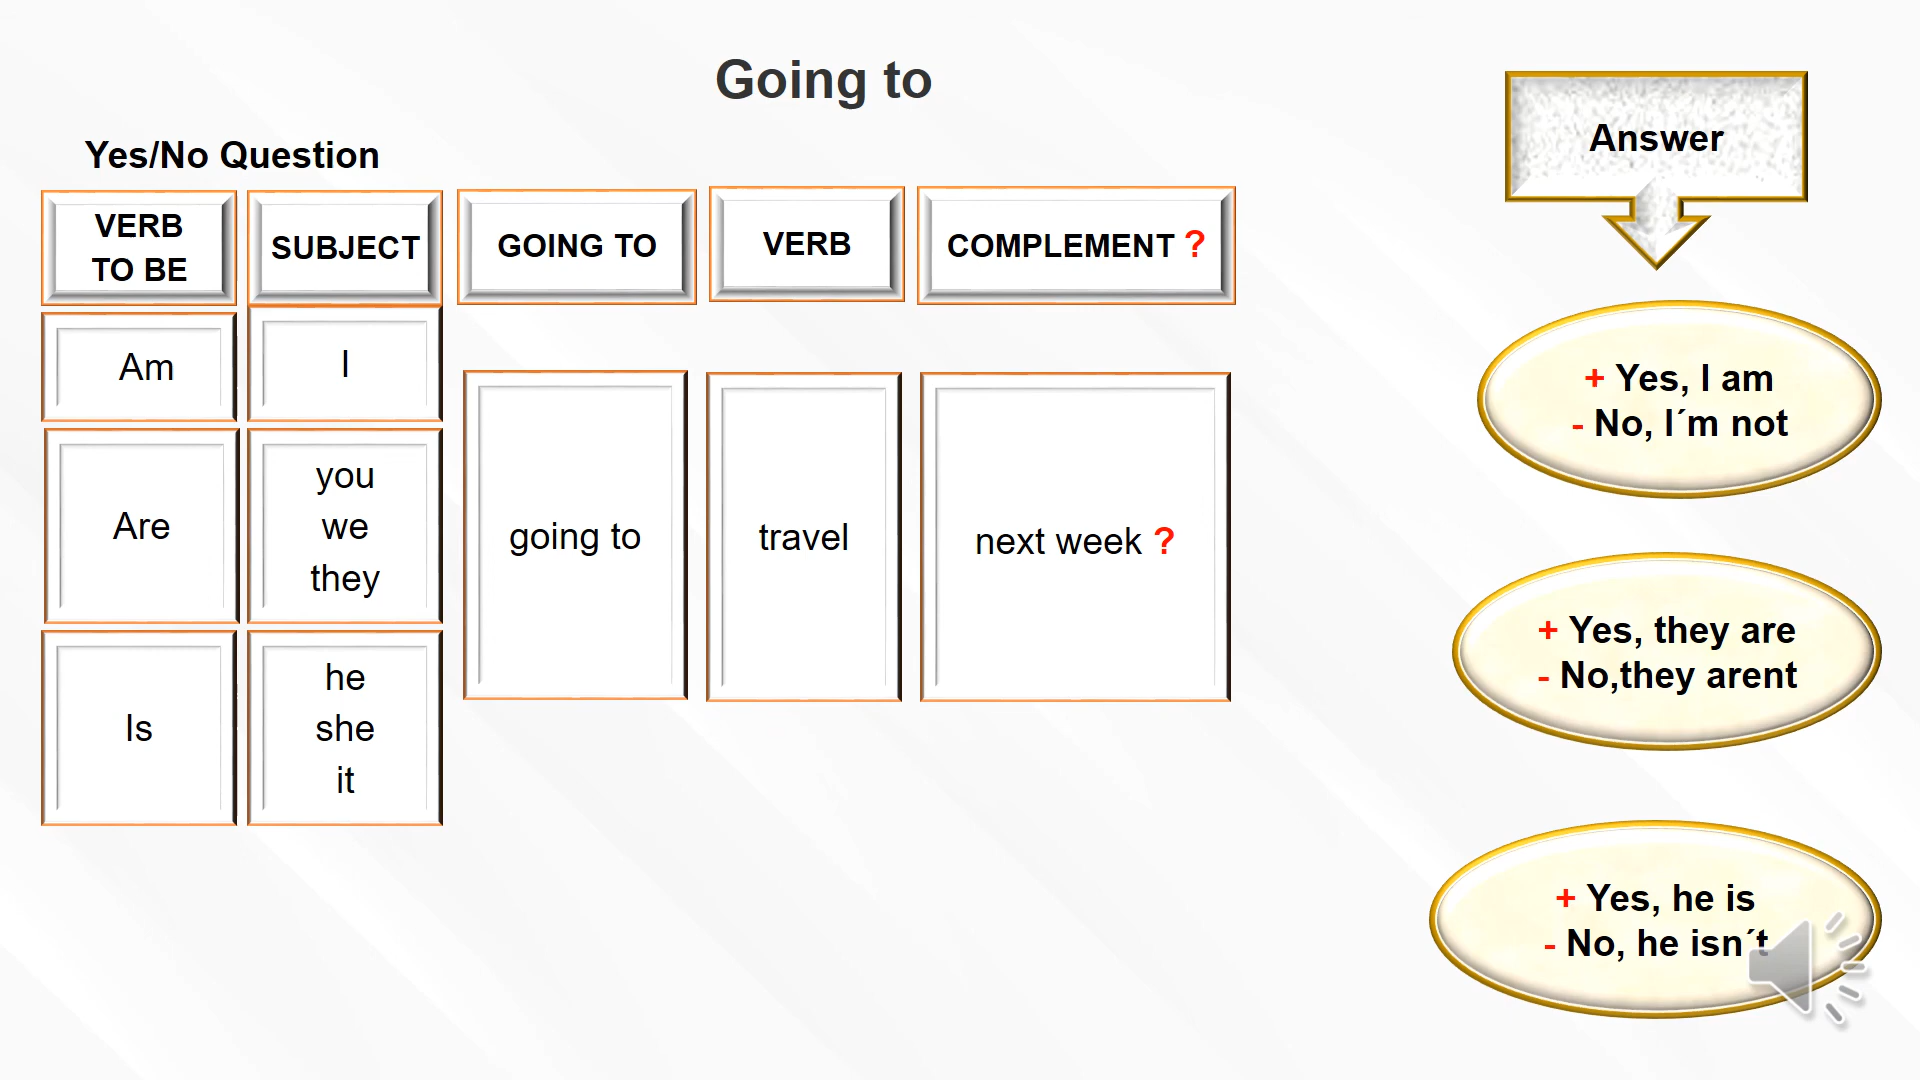 Going to
Yes/No Question
VERB
TO BE
SUBJECT
GOING TO
VERB
COMPLEMENT ?
Am
I
Are
you
we
they
Is
he
she
it
going to
travel
next week ?
Answer
+ Yes, I am
- No, I´m not
+ Yes, they are
- No,they arent
+ Yes, he is
- No, he isn´t